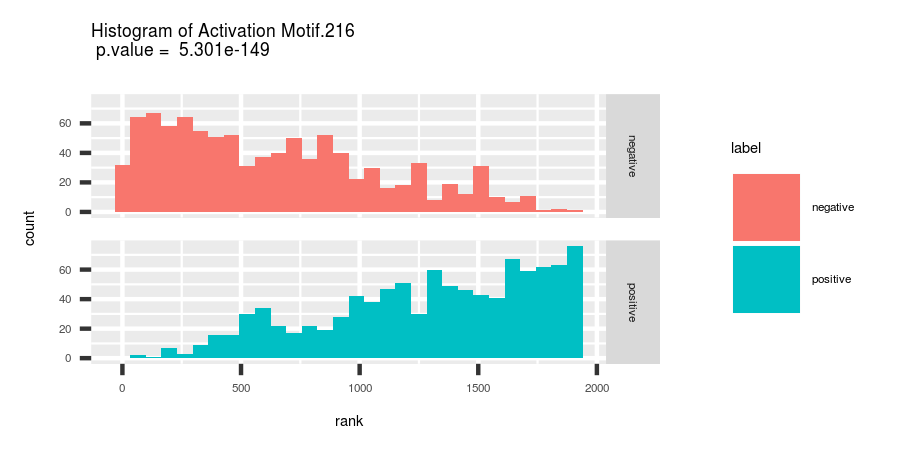 Histogram of Activation Motif.216
p.value = 5.301e-149
count
60
40
20
0
negative
60
40
20
0
positive
0 500 1000 1500 2000
rank
label
negative
positive